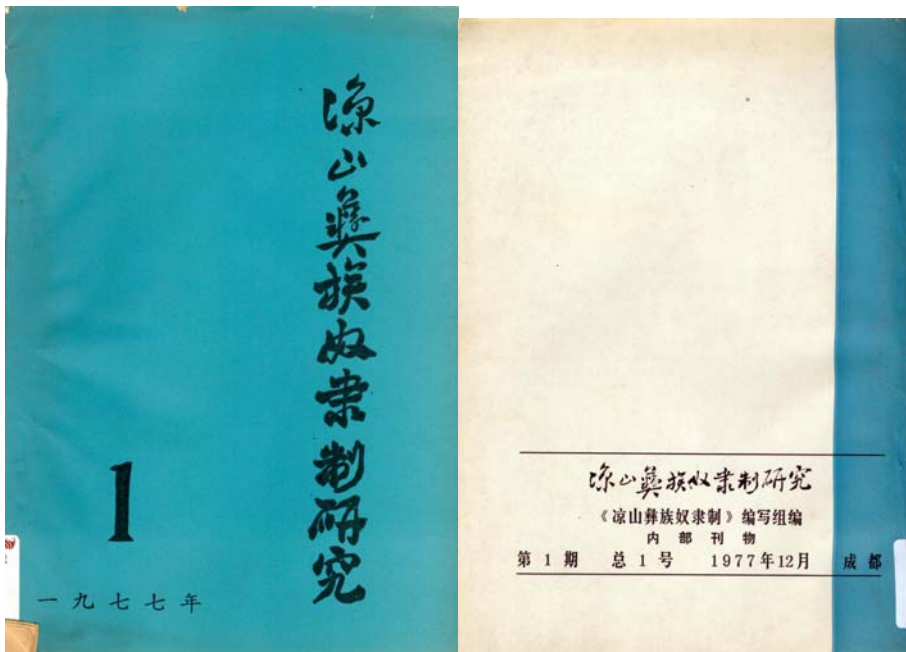 凉山彝族奴隶制研究
1
一九七七年
凉山彝族奴隶制研究
《凉山彝族奴隶制》编写组编
内部刊物
第1期 总1号 1977年12月 成都